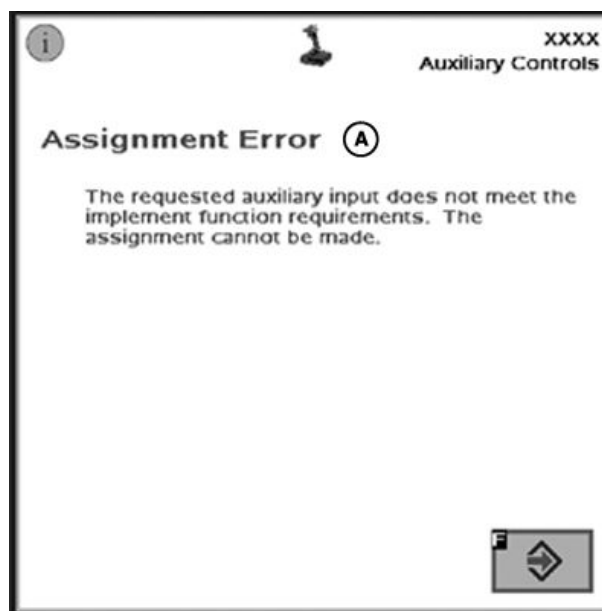 i
XXXX
Auxiliary Controls
Assignment Error A
The requested auxiliary input does not meet the
implement function requirements. The
assignment cannot be made.
F